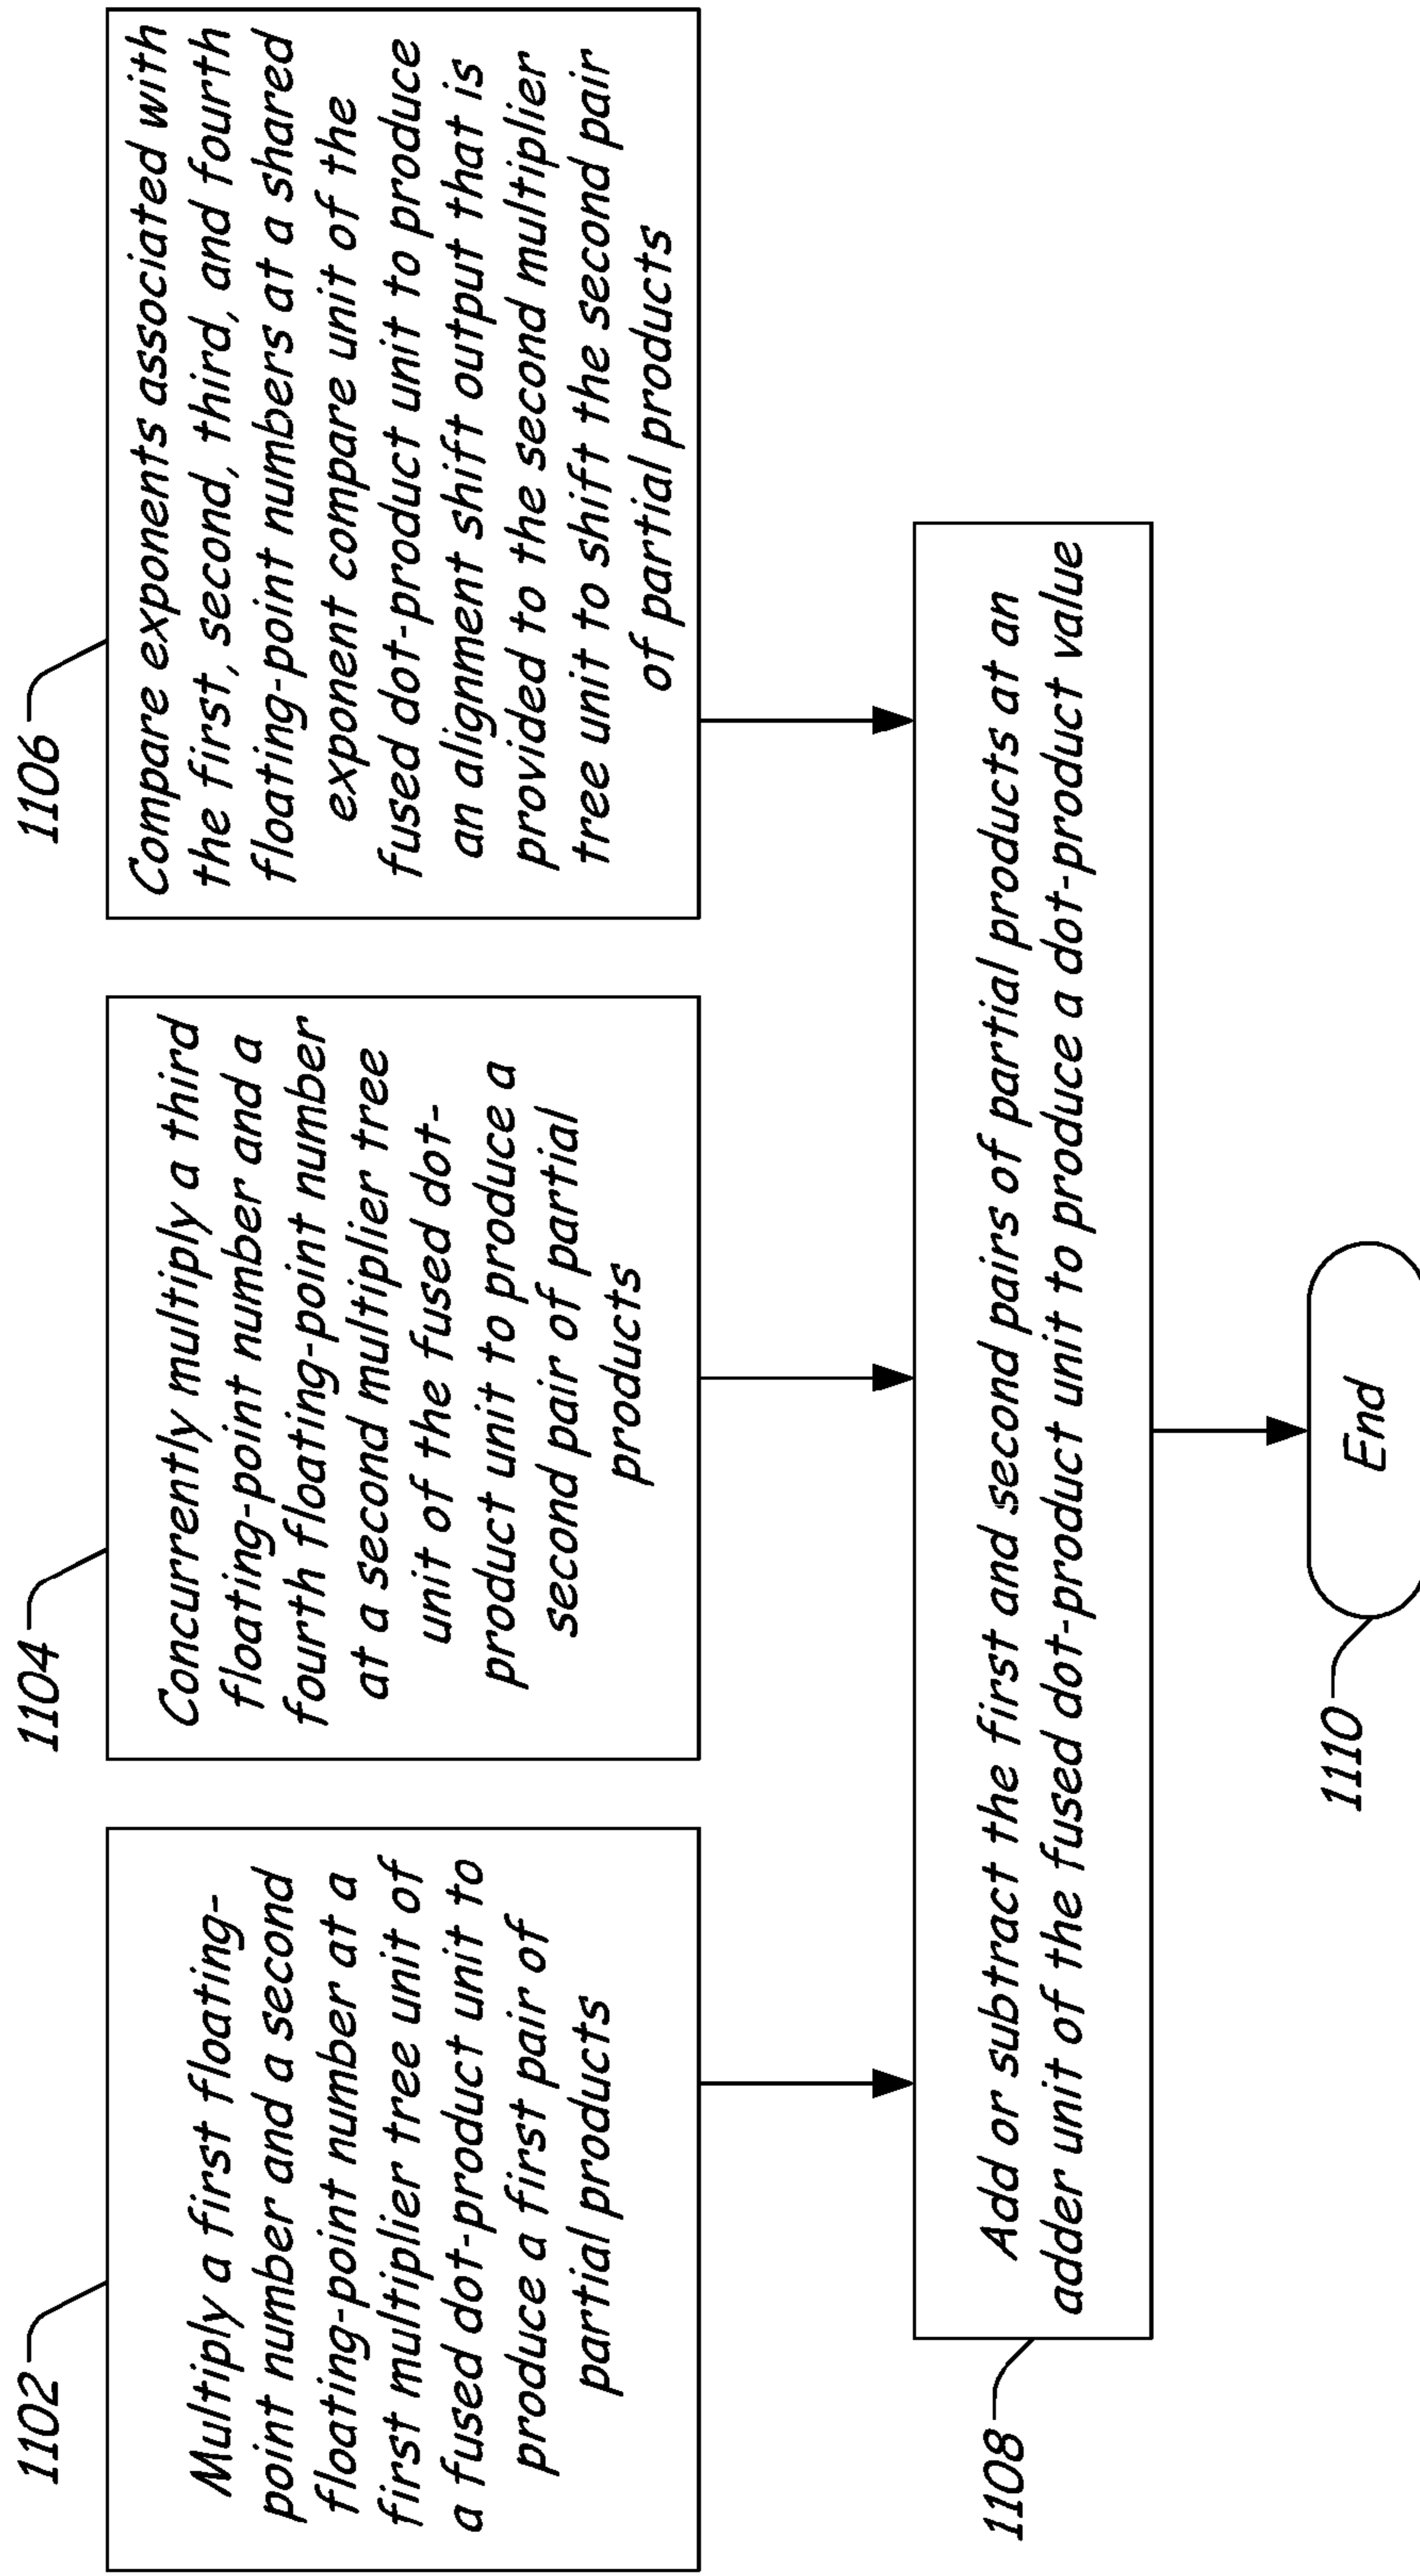 1102
Multiply a first floating-
point number and a second
floating-point number at a
first multiplier tree unit of
a fused dot-product unit to
produce a first pair of
partial products
1104
Concurrently multiply a third
floating-point number and a
fourth floating-point number
at a second multiplier tree
unit of the fused dot-
product unit to produce a
second pair of partial
products
1106
Compare exponents associated with
the first, second, third, and fourth
floating-point numbers at a shared
exponent compare unit of the
fused dot-product unit to produce
an alignment shift output that is
provided to the second multiplier
tree unit to shift the second pair
of partial products
1108
Add or subtract the first and second pairs of partial products at an
adder unit of the fused dot-product unit to produce a dot-product value
1110
End